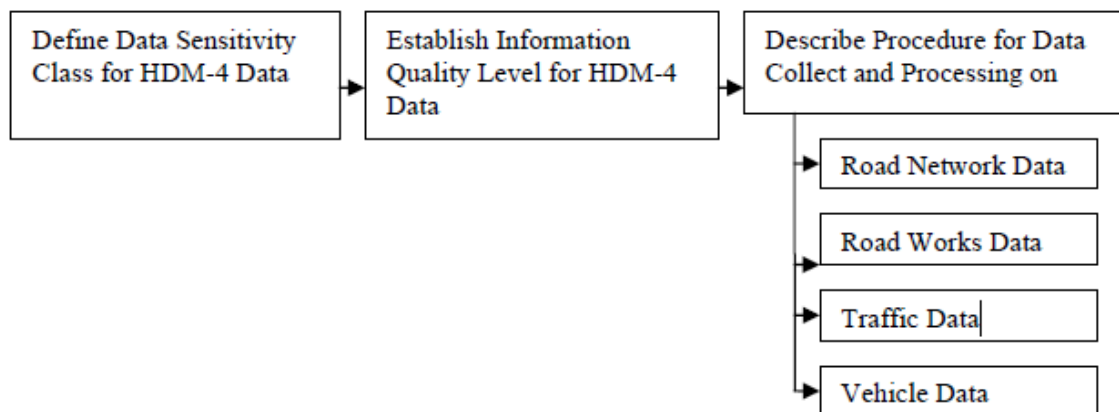 Define Data Sensitivity
Class for HDM-4 Data
Establish Information
Quality Level for HDM-4
Data
Describe Procedure for Data
Collect and Processing on
Road Network Data
Road Works Data
Traffic Data
Vehicle Data